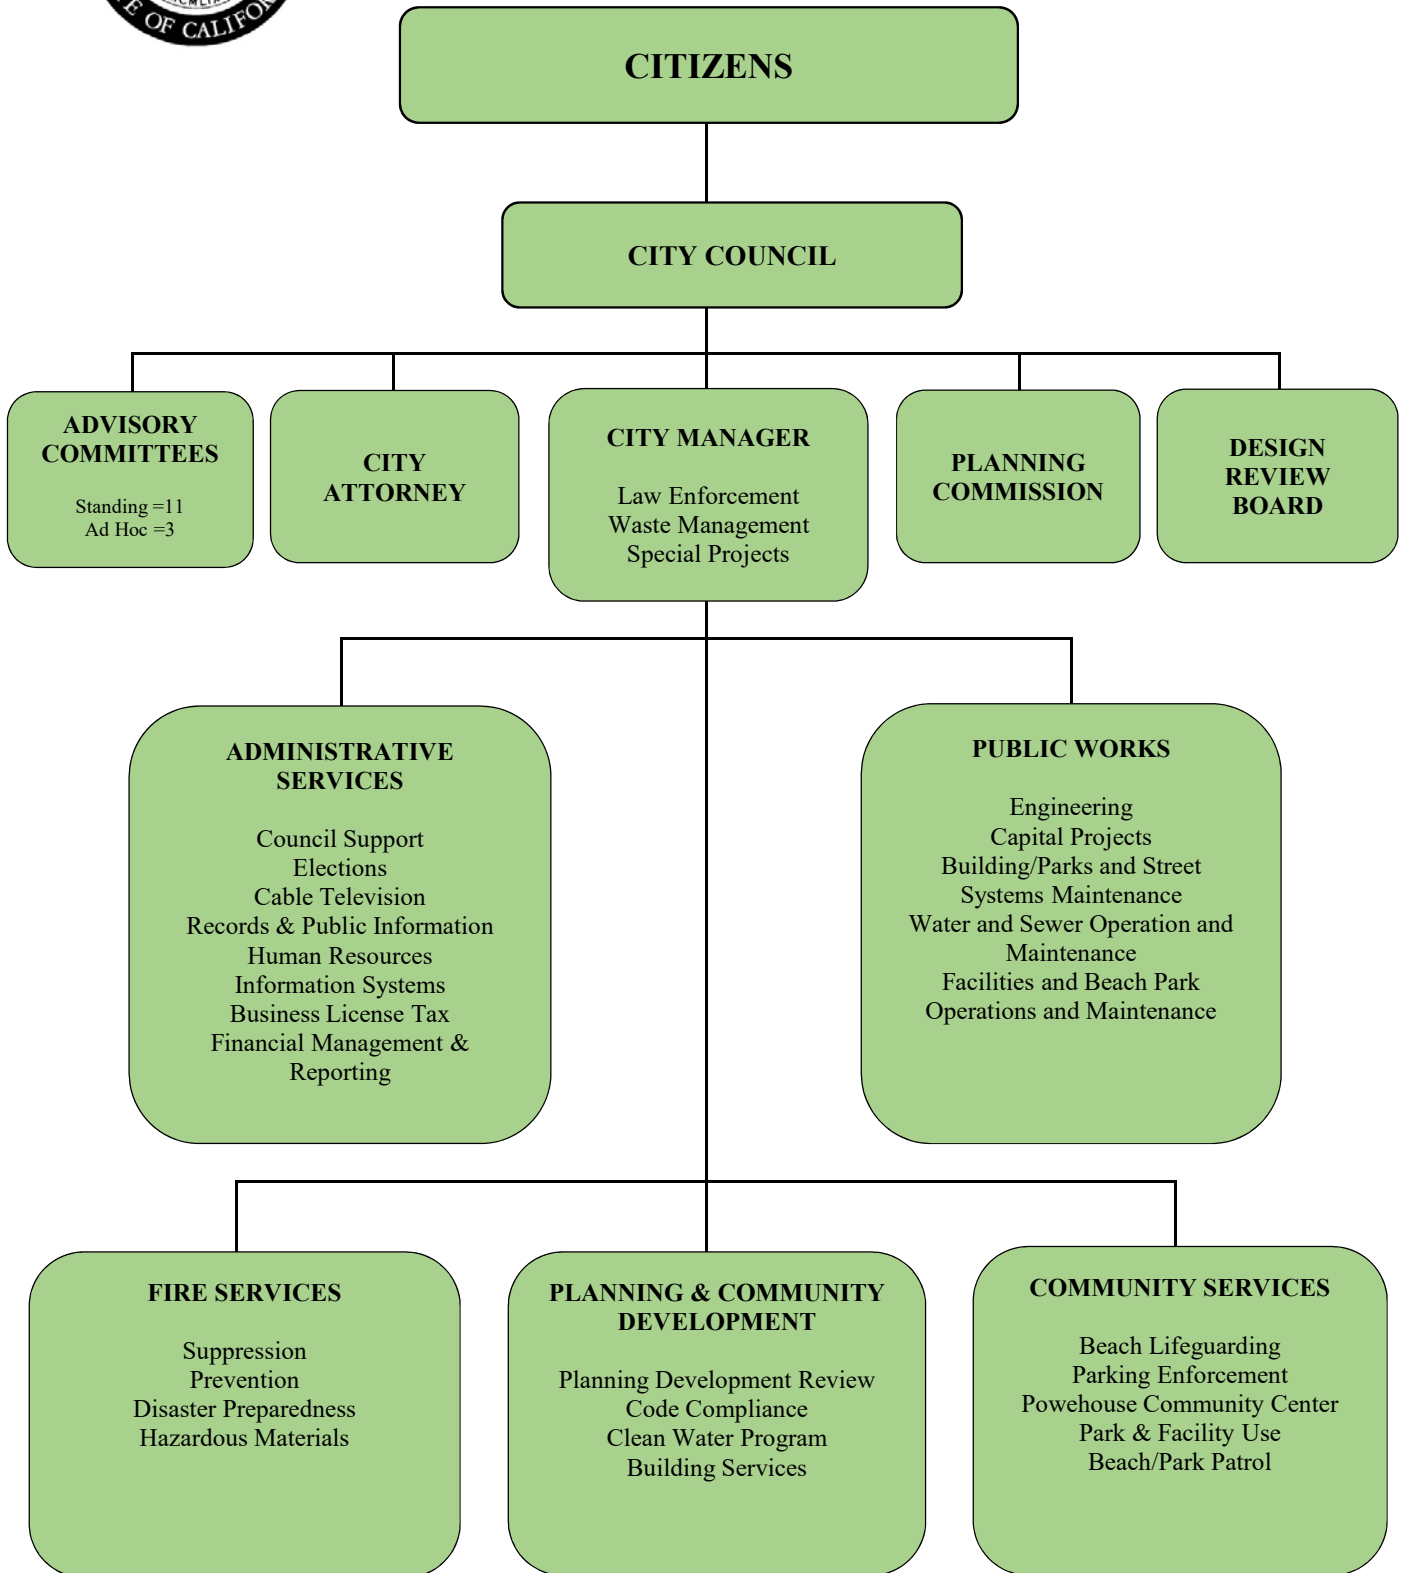 OF CALIFO
CITIZENS
CITY COUNCIL
ADVISORY
COMMITTEES
Standing =11
Ad Hoc =3
CITY
ATTORNEY
CITY MANAGER
Law Enforcement
Waste Management
Special Projects
PLANNING
COMMISSION
DESIGN
REVIEW
BOARD
ADMINISTRATIVE
SERVICES
Council Support
Elections
Cable Television
Records & Public Information
Human Resources
Information Systems
Business License Tax
Financial Management &
Reporting
PUBLIC WORKS
Engineering
Capital Projects
Building/Parks and Street
Systems Maintenance
Water and Sewer Operation and
Maintenance
Facilities and Beach Park
Operations and Maintenance
FIRE SERVICES
Suppression
Prevention
Disaster Preparedness
Hazardous Materials
PLANNING & COMMUNITY
DEVELOPMENT
Planning Development Review
Code Compliance
Clean Water Program
Building Services
COMMUNITY SERVICES
Beach Lifeguarding
Parking Enforcement
Powehouse Community Center
Park & Facility Use
Beach/Park Patrol